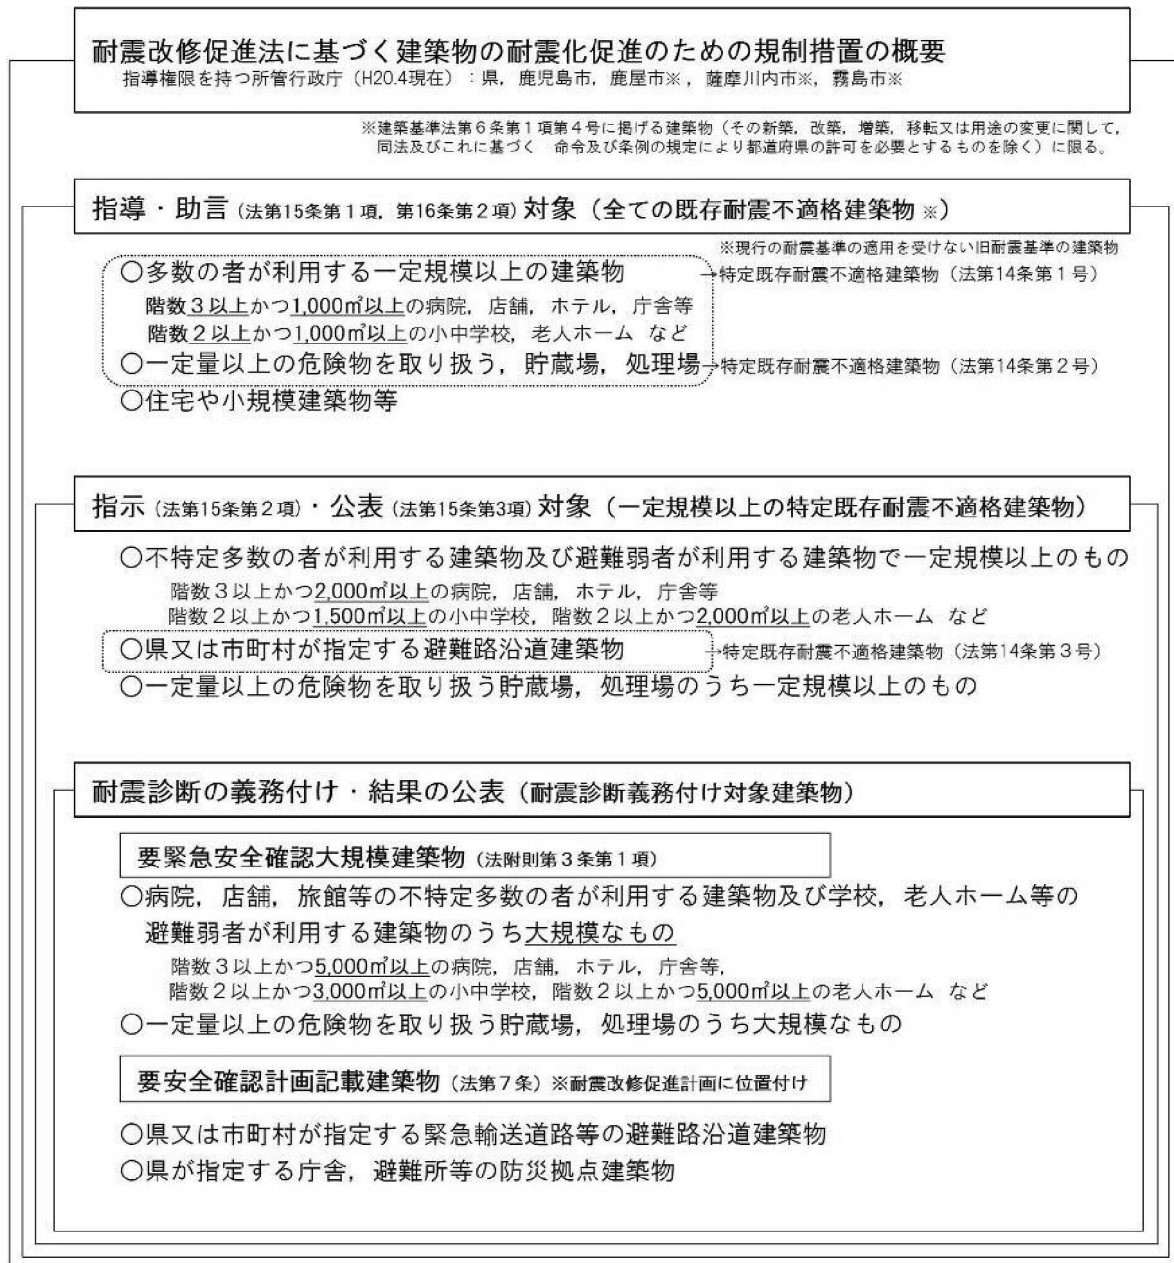 耐震改修促進法に基づく建築物の耐震化促進のための規制措置の概要
指導権限を持つ所管行政庁（H20.4現在）：県，鹿児島市，鹿屋市※，薩摩川内市※，霧島市※
※建築基準法第６条第１項第４号に掲げる建築物（その新築，改築，増築，移転又は用途の変更に関して，
同法及びこれに基づく　命令及び条例の規定により都道府県の許可を必要とするものを除く）に限る。
指導・助言（法第15条第１項，第16条第２項）対象（全ての既存耐震不適格建築物※）
※現行の耐震基準の適用を受けない旧耐震基準の建築物
○多数の者が利用する一定規模以上の建築物　→特定既存耐震不適格建築物（法第14条第１号）
階数３以上かつ1,000㎡以上の病院，店舗，ホテル，庁舎等
階数２以上かつ1,000㎡以上の小中学校，老人ホーム　など
○一定量以上の危険物を取り扱う，貯蔵場，処理場→特定既存耐震不適格建築物（法第14条第２号）
○住宅や小規模建築物等
指示（法第15条第２項）・公表（法第15条第3項）対象（一定規模以上の特定既存耐震不適格建築物）
○不特定多数の者が利用する建築物及び避難弱者が利用する建築物で一定規模以上のもの
階数３以上かつ2,000㎡以上の病院，店舗，ホテル，庁舎等
階数２以上かつ1,500㎡以上の小中学校，階数２以上かつ2,000㎡以上の老人ホーム　など
○県又は市町村が指定する避難路沿道建築物　→特定既存耐震不適格建築物（法第14条第３号）
○一定量以上の危険物を取り扱う貯蔵場，処理場のうち一定規模以上のもの
耐震診断の義務付け・結果の公表（耐震診断義務付け対象建築物）
要緊急安全確認大規模建築物（法附則第３条第１項）
○病院，店舗，旅館等の不特定多数の者が利用する建築物及び学校，老人ホーム等の
避難弱者が利用する建築物のうち大規模なもの
階数３以上かつ5,000㎡以上の病院，店舗，ホテル，庁舎等，
階数２以上かつ3,000㎡以上の小中学校，階数２以上かつ5,000㎡以上の老人ホーム　など
○一定量以上の危険物を取り扱う貯蔵場，処理場のうち大規模なもの
要安全確認計画記載建築物（法第７条）※耐震改修促進計画に位置付け
○県又は市町村が指定する緊急輸送道路等の避難路沿道建築物
○県が指定する庁舎，避難所等の防災拠点建築物